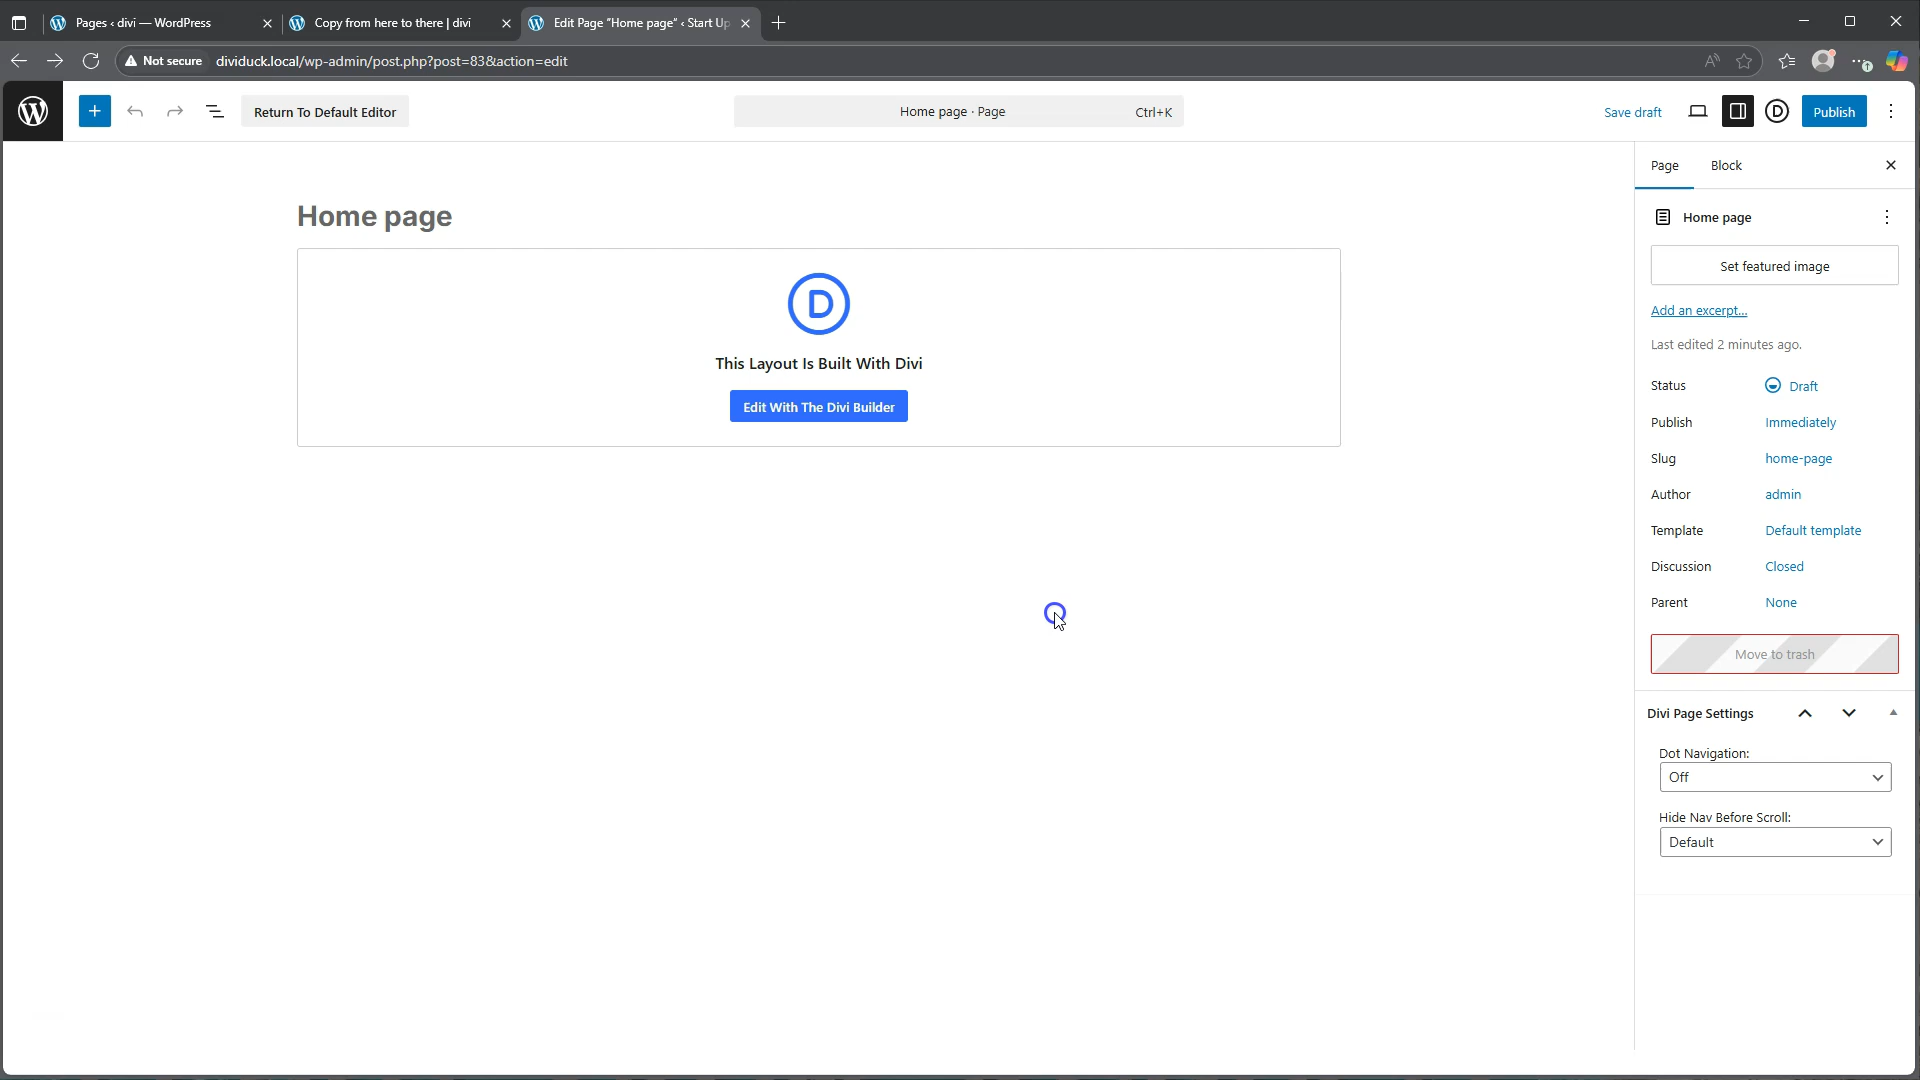 Pages ‹ divi — WordPress
Copy from here to there | divi
Edit Page "Home page" ‹ Start Up
Not secure
dividuck.local/wp-admin/post.php?post=83&action=edit
Return To Default Editor
Home page · Page
Ctrl+K
Save draft
Publish
Page
Block
Home page
D
This Layout Is Built With Divi
Edit With The Divi Builder
Home page
Set featured image
Add an excerpt...
Last edited 2 minutes ago.
Status Draft
Publish Immediately
Slug home-page
Author admin
Template Default template
Discussion Closed
Parent None
Move to trash
Divi Page Settings
Dot Navigation:
Off
Hide Nav Before Scroll:
Default